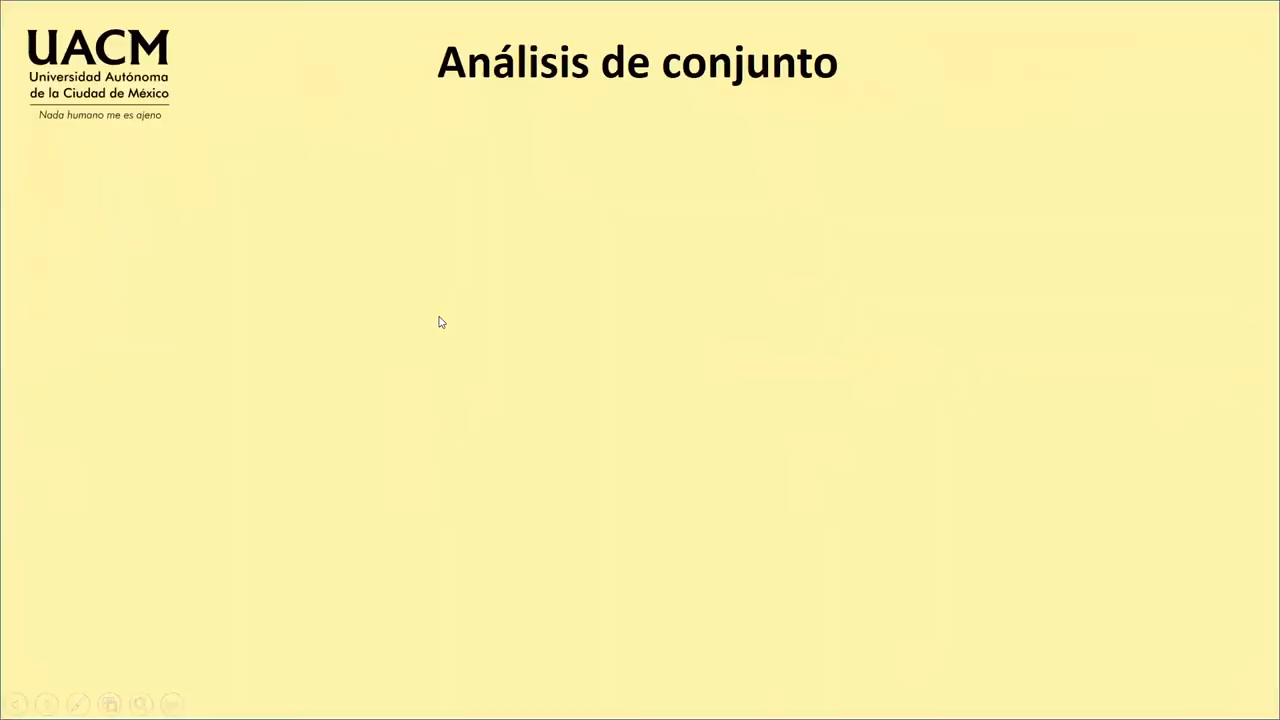 UACM
Universidad Autónoma
de la Ciudad de México
Nada humano me es ajeno
Análisis de conjunto